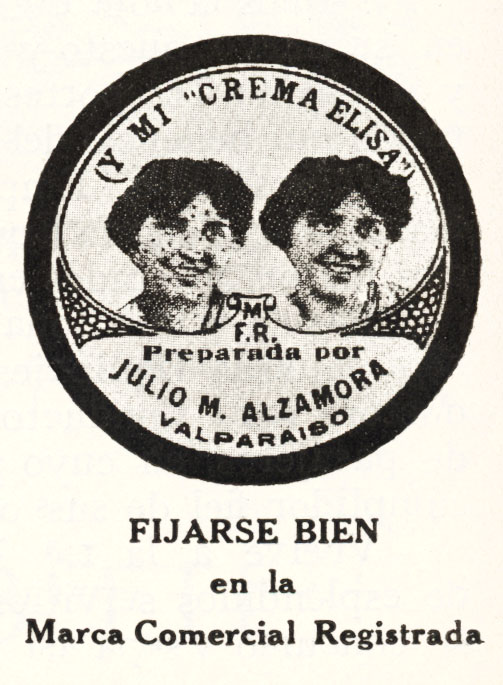 (Y MI "CREMA ELISA")
M
F.R.
Preparada por
JULIO M. ALZAMORA
VALPARAISO
FIJARSE BIEN
en la
Marca Comercial Registrada